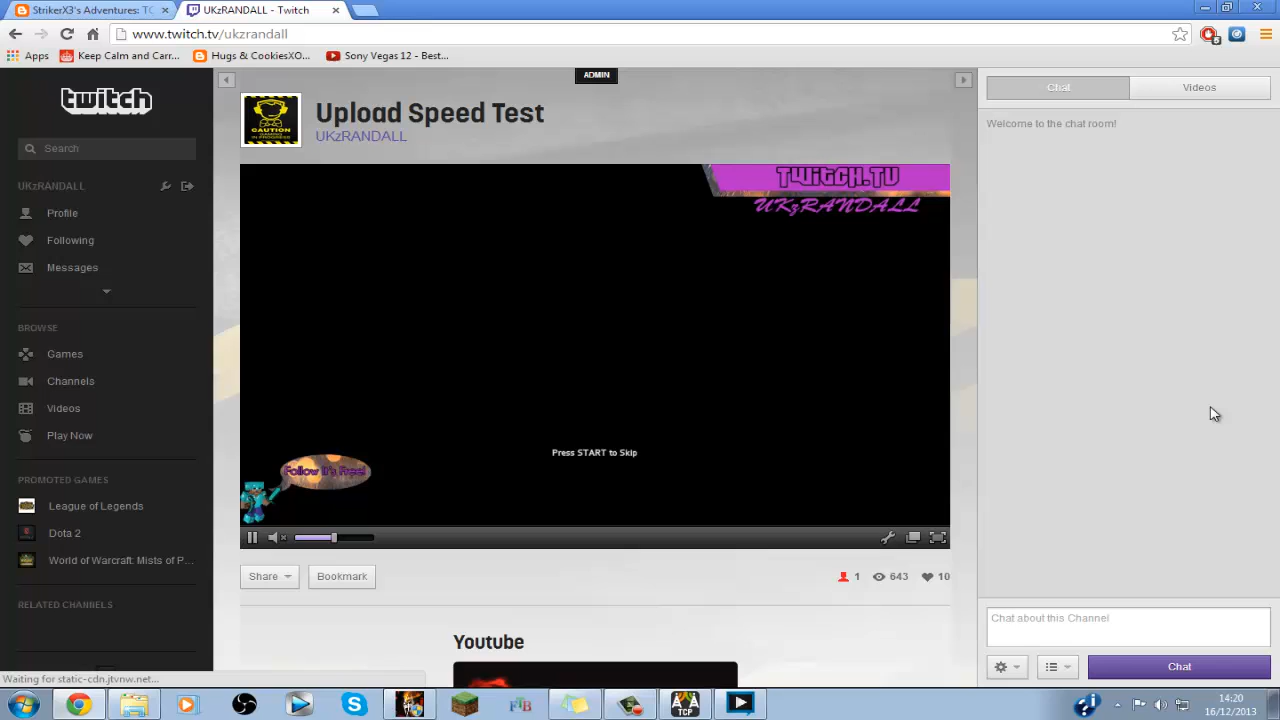 StrikerX3's Adventures: TC
UKzRANDALL - Twitch
www.twitch.tv/ukzrandall
Apps
Keep Calm and Carr...
Hugs & CookiesXO...
Sony Vegas 12 - Best...
twitch
Search
UKzRANDALL
Profile
Following
Messages
BROWSE
Games
Channels
Videos
Play Now
PROMOTED GAMES
League of Legends
Dota 2
World of Warcraft: Mists of P...
RELATED CHANNELS
Waiting for static-cdn.jtvnw.net...
ADMIN
CAUTION
Upload Speed Test
UKzRANDALL
TWITCH.TV
UKzRANDALL
Press START to Skip
Follow It's Free!
Share
Bookmark
1
643
10
Youtube
Chat
Videos
Welcome to the chat room!
Chat about this Channel
Chat
FTB
TCP
14:20
16/12/2013